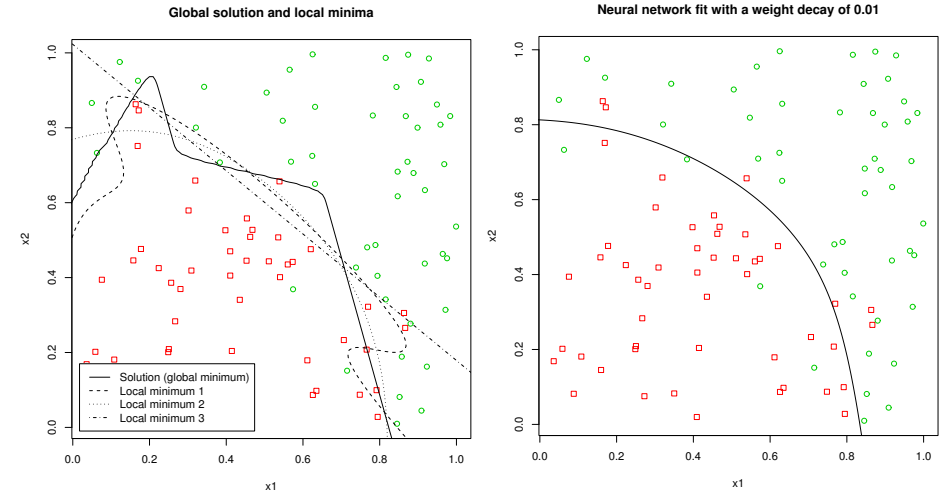 Global solution and local minima
1.0
0.8
0.6
0.4
0.2
0.0
x2
Solution (global minimum)
Local minimum 1
Local minimum 2
Local minimum 3
0.0 0.2 0.4 0.6 0.8 1.0
x1
Neural network fit with a weight decay of 0.01
1.0
0.8
0.6
0.4
0.2
0.0
x2
0.0 0.2 0.4 0.6 0.8 1.0
x1